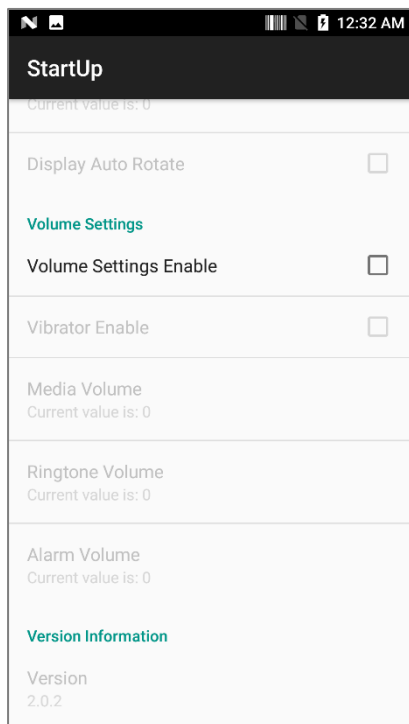 12:32 AM
StartUp
Current value is: 0
Display Auto Rotate
Volume Settings
Volume Settings Enable
Vibrator Enable
Media Volume
Current value is: 0
Ringtone Volume
Current value is: 0
Alarm Volume
Current value is: 0
Version Information
Version
2.0.2